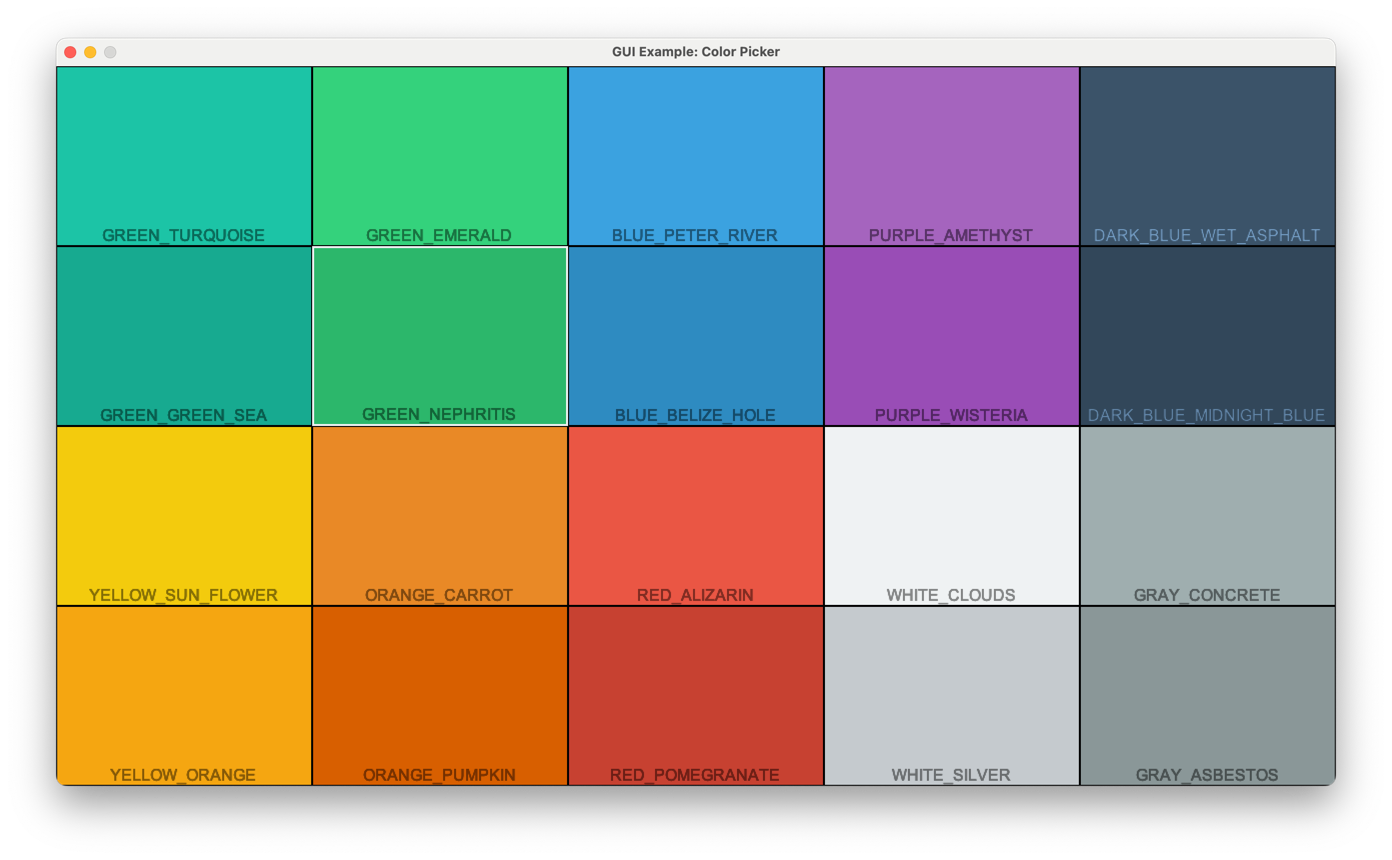 GUI Example: Color Picker
GREEN_TURQUOISE
GREEN_EMERALD
BLUE_PETER_RIVER
PURPLE_AMETHYST
DARK_BLUE_WET_ASPHALT
GREEN_GREEN_SEA
GREEN_NEPHRITIS
BLUE_BELIZE_HOLE
PURPLE_WISTERIA
DARK_BLUE_MIDNIGHT_BLUE
YELLOW_SUN_FLOWER
ORANGE_CARROT
RED_ALIZARIN
WHITE_CLOUDS
GRAY_CONCRETE
YELLOW_ORANGE
ORANGE_PUMPKIN
RED_POMEGRANATE
WHITE_SILVER
GRAY_ASBESTOS